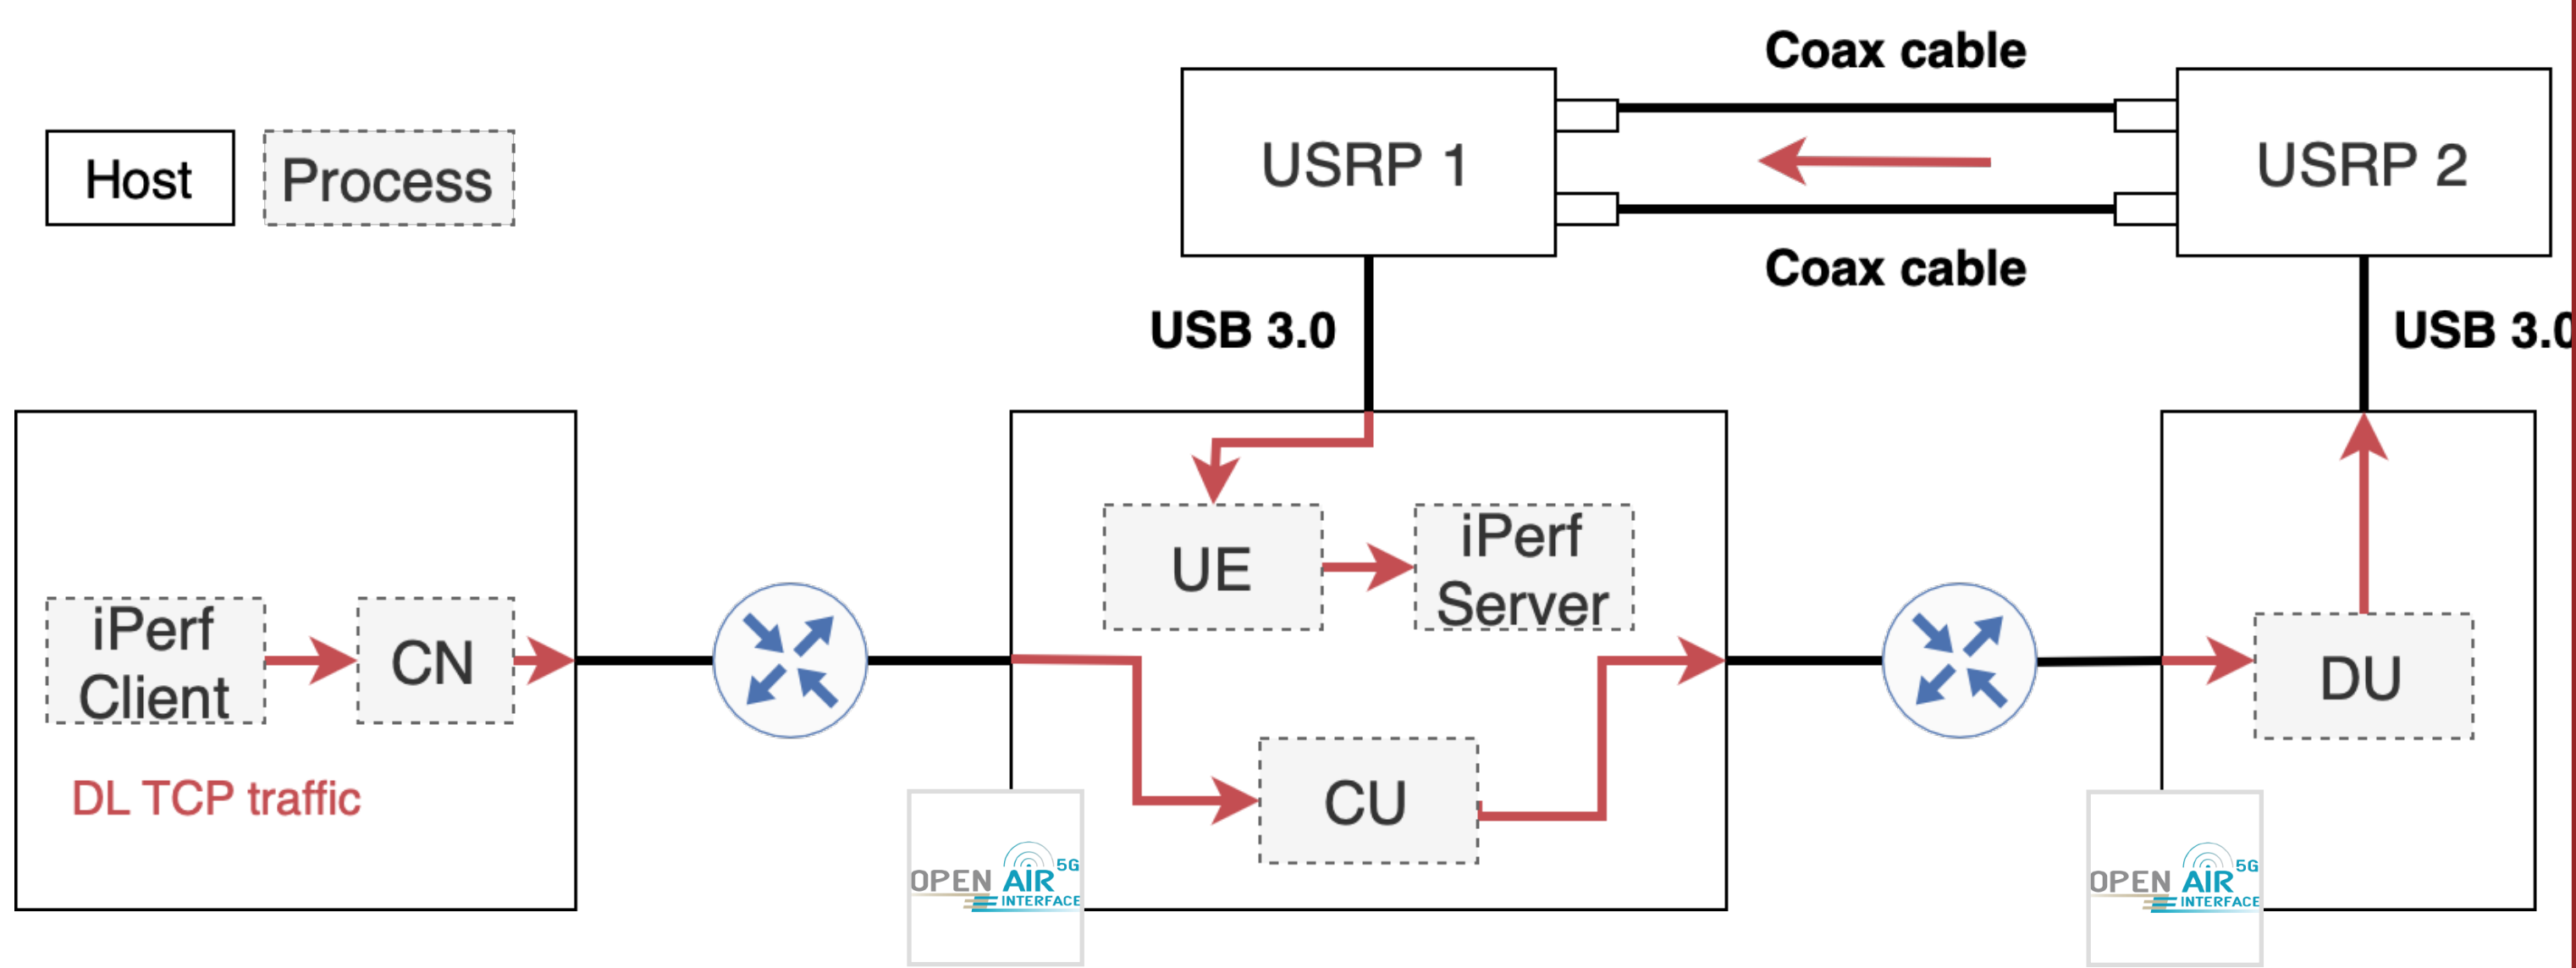 Coax cable
Host
Process
USRP 1
USRP 2
Coax cable
USB 3.0
USB 3.0
iPerf
Client
CN
DL TCP traffic
UE
iPerf
Server
CU
DU
OPEN AIR 5G
INTERFACE
OPEN AIR 5G
INTERFACE